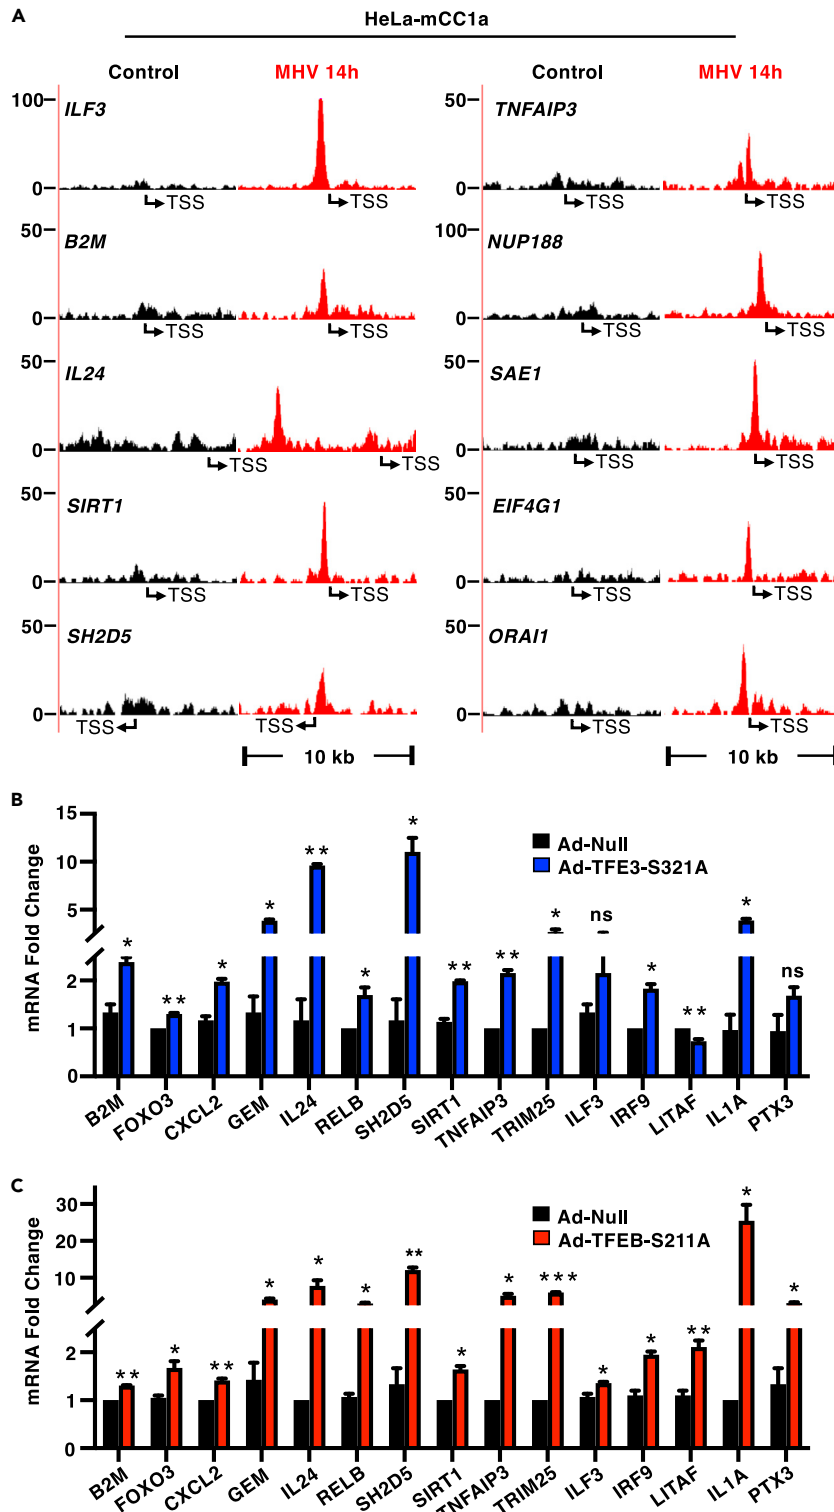 A
HeLa-mCC1a
Control MHV 14h Control MHV 14h
100 ILF3 50 TNFAIP3
0 0
TSS TSS TSS TSS
50 B2M 100 NUP188
0 0
TSS TSS TSS TSS
50 IL24 50 SAE1
0 0
TSS TSS TSS TSS
50 SIRT1 50 EIF4G1
0 0
TSS TSS TSS TSS
50 SH2D5 50 ORAI1
0 0
TSS TSS TSS TSS
10 kb 10 kb
B
mRNA Fold Change
15
10
5
2
1
0
Ad-Null
Ad-TFE3-S321A
* ** * * ** * * ** ** * ns * ** * ns
B2M FOXO3 CXCL2 GEM IL24 RELB SH2D5 SIRT1 TNFAIP3 TRIM25 ILF3 IRF9 LITAF IL1A PTX3
C
mRNA Fold Change
30
20
10
2
1
0
Ad-Null
Ad-TFEB-S211A
** * ** * * * ** * * *** * * ** * *
B2M FOXO3 CXCL2 GEM IL24 RELB SH2D5 SIRT1 TNFAIP3 TRIM25 ILF3 IRF9 LITAF IL1A PTX3